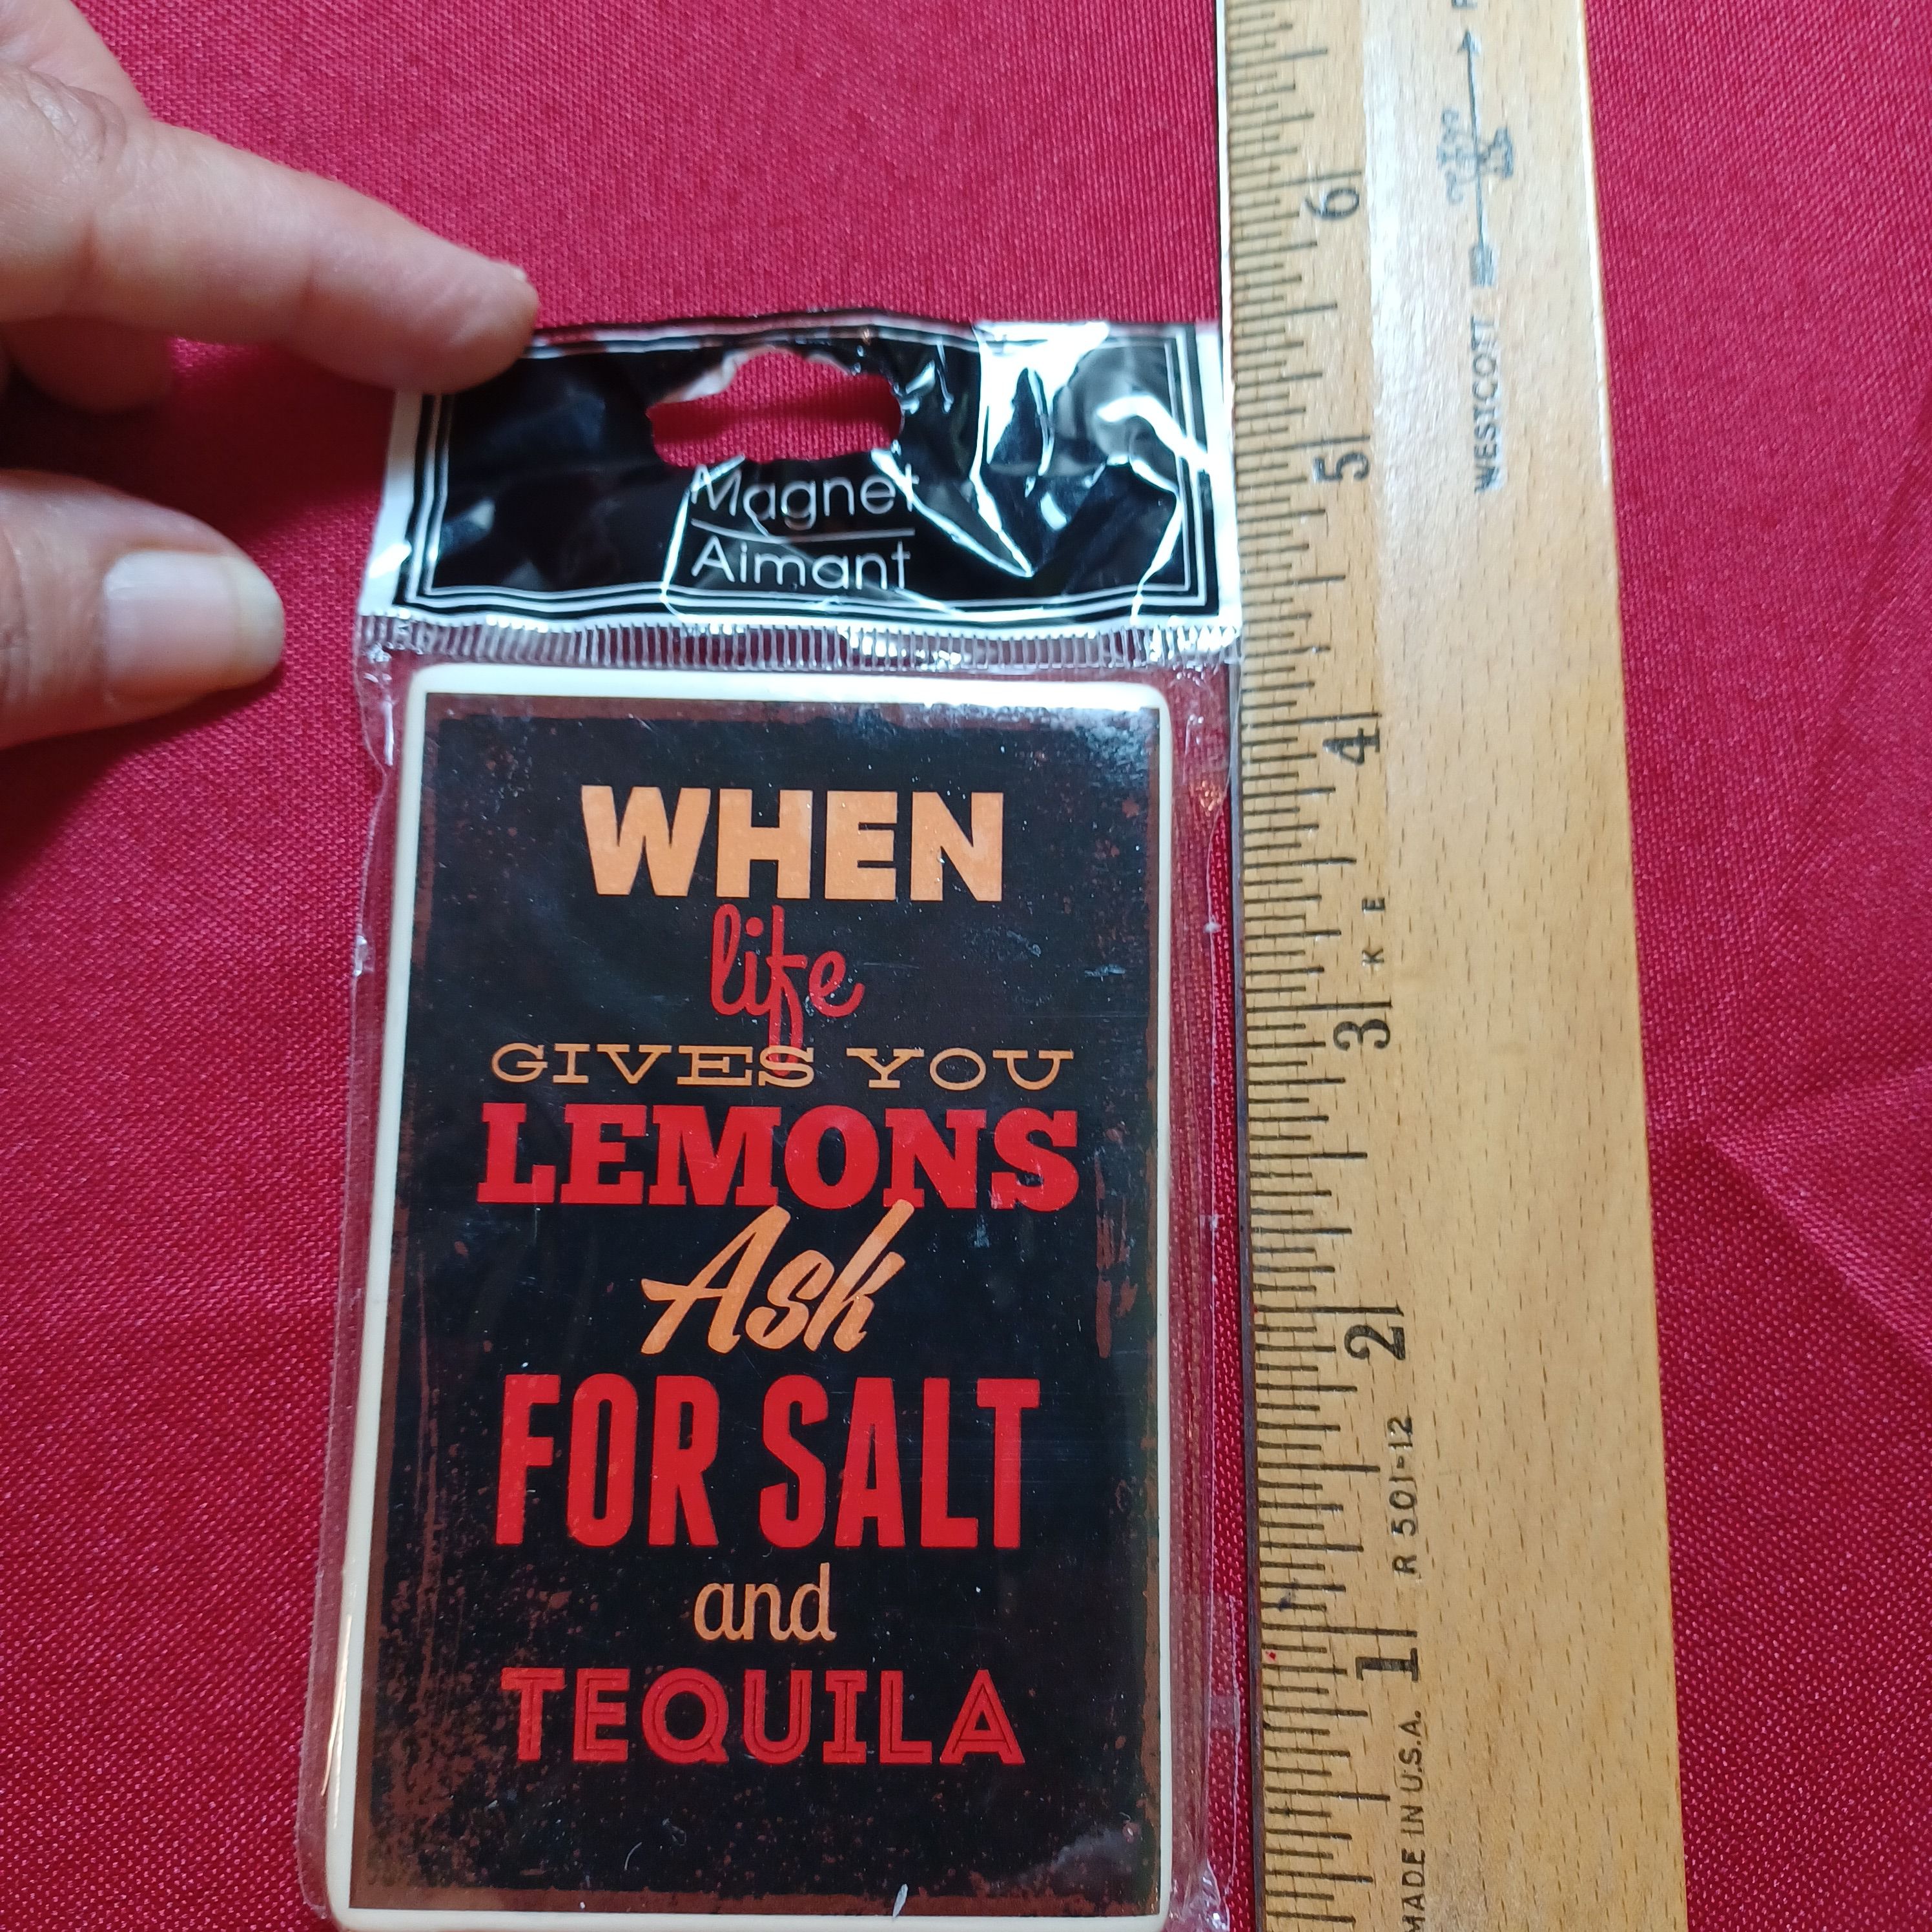 Magnet
Aimant
WHEN
life
GIVES YOU
LEMONS
Ask
FOR SALT
and
TEQUILA
6
5
4
3
2
1
WESTCOTT
K E
R 501-12
MADE IN U.S.A.